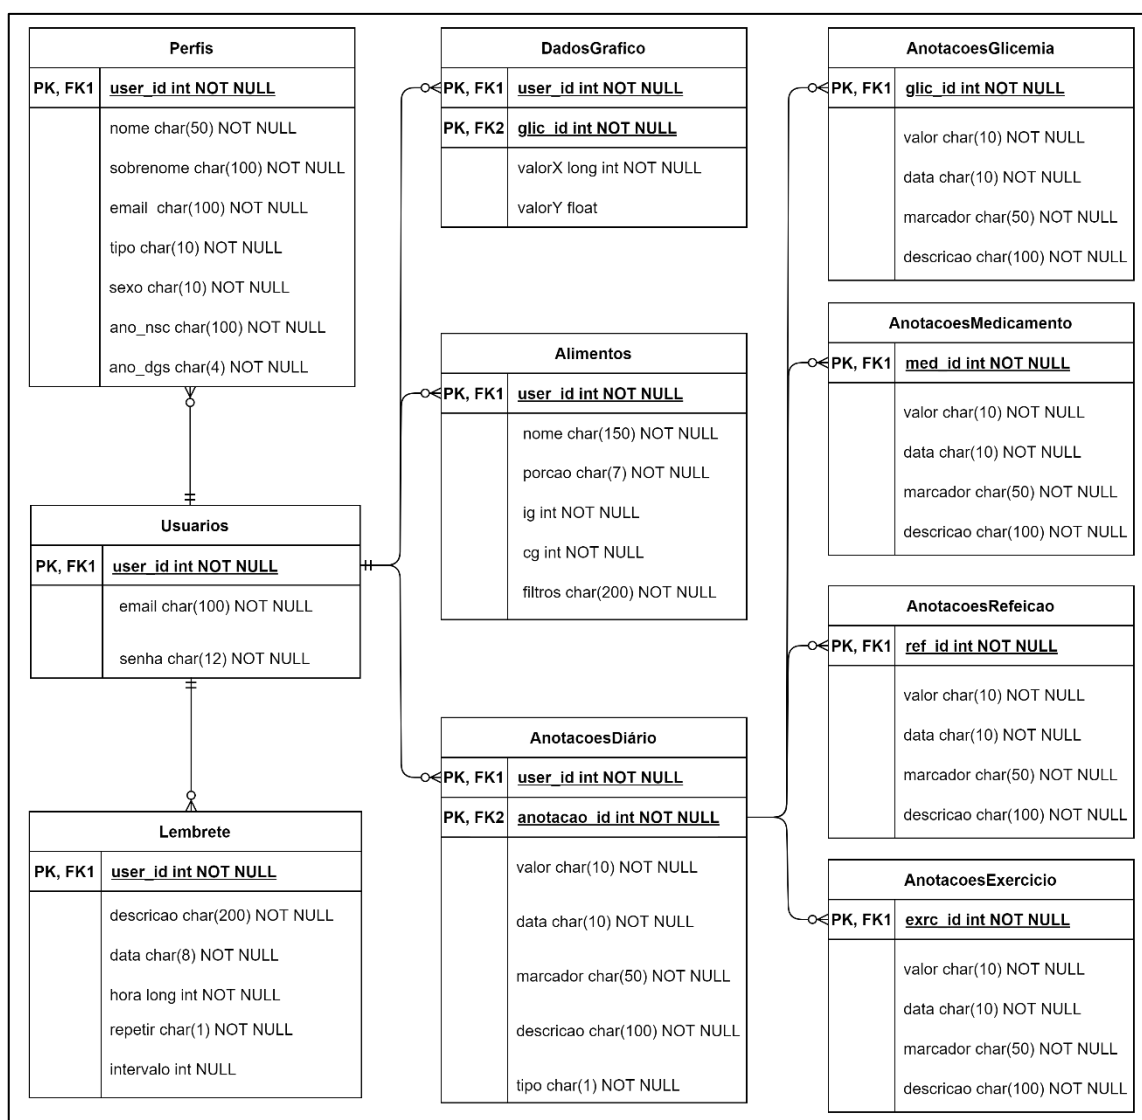 Perfis
PK, FK1 user_id int NOT NULL
nome char(50) NOT NULL
sobrenome char(100) NOT NULL
email char(100) NOT NULL
tipo char(10) NOT NULL
sexo char(10) NOT NULL
ano_nsc char(100) NOT NULL
ano_dgs char(4) NOT NULL
Usuarios
PK, FK1 user_id int NOT NULL
email char(100) NOT NULL
senha char(12) NOT NULL
Lembrete
PK, FK1 user_id int NOT NULL
descricao char(200) NOT NULL
data char(8) NOT NULL
hora long int NOT NULL
repetir char(1) NOT NULL
intervalo int NULL
DadosGrafico
PK, FK1 user_id int NOT NULL
PK, FK2 glic_id int NOT NULL
valorX long int NOT NULL
valorY float
Alimentos
PK, FK1 user_id int NOT NULL
nome char(150) NOT NULL
porcao char(7) NOT NULL
ig int NOT NULL
cg int NOT NULL
filtros char(200) NOT NULL
AnotacoesDiário
PK, FK1 user_id int NOT NULL
PK, FK2 anotacao_id int NOT NULL
valor char(10) NOT NULL
data char(10) NOT NULL
marcador char(50) NOT NULL
descricao char(100) NOT NULL
tipo char(1) NOT NULL
AnotacoesGlicemia
PK, FK1 glic_id int NOT NULL
valor char(10) NOT NULL
data char(10) NOT NULL
marcador char(50) NOT NULL
descricao char(100) NOT NULL
AnotacoesMedicamento
PK, FK1 med_id int NOT NULL
valor char(10) NOT NULL
data char(10) NOT NULL
marcador char(50) NOT NULL
descricao char(100) NOT NULL
AnotacoesRefeicao
PK, FK1 ref_id int NOT NULL
valor char(10) NOT NULL
data char(10) NOT NULL
marcador char(50) NOT NULL
descricao char(100) NOT NULL
AnotacoesExercicio
PK, FK1 exrc_id int NOT NULL
valor char(10) NOT NULL
data char(10) NOT NULL
marcador char(50) NOT NULL
descricao char(100) NOT NULL